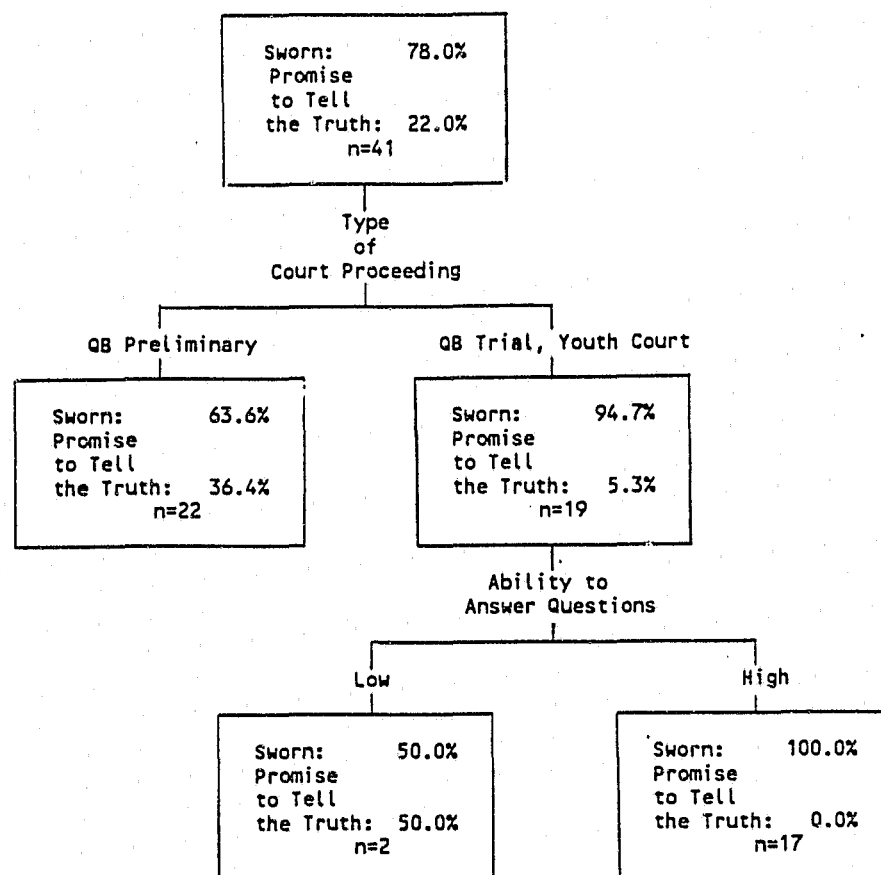 Sworn: 78.0%
Promise
to Tell
the Truth: 22.0%
n=41
Type
of
Court Proceeding
QB Preliminary
QB Trial, Youth Court
Sworn: 63.6%
Promise
to Tell
the Truth: 36.4%
n=22
Sworn: 94.7%
Promise
to Tell
the Truth: 5.3%
n=19
Ability to
Answer Questions
Low
High
Sworn: 50.0%
Promise
to Tell
the Truth: 50.0%
n=2
Sworn: 100.0%
Promise
to Tell
the Truth: 0.0%
n=17